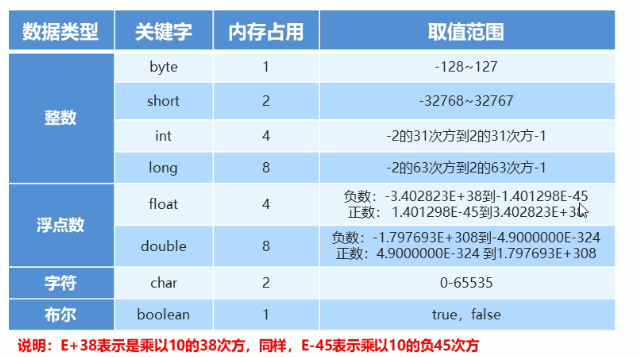 数据类型 关键字 内存占用 取值范围
整数 byte 1 -128~127
short 2 -32768~32767
int 4 -2的31次方到2的31次方-1
long 8 -2的63次方到2的63次方-1
浮点数 float 4 负数：-3.402823E+38到-1.401298E-45
正数： 1.401298E-45到3.402823E+38
double 8 负数：-1.797693E+308到-4.9000000E-324
正数：4.9000000E-324 到1.797693E+308
字符 char 2 0-65535
布尔 boolean 1 true，false
说明：E+38表示是乘以10的38次方，同样，E-45表示乘以10的负45次方